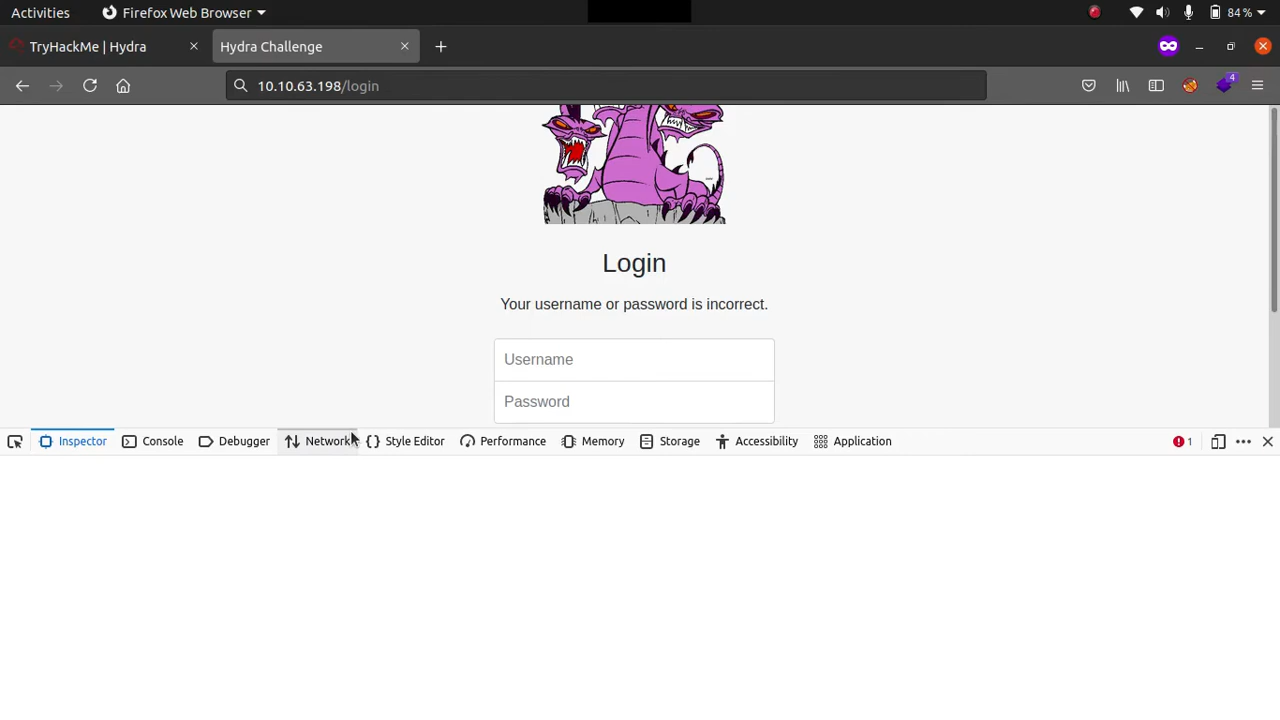 Activities Firefox Web Browser 84 %
TryHackMe | Hydra Hydra Challenge
10.10.63.198/login 4
Login
Your username or password is incorrect.
Username
Password
Inspector Console Debugger Network Style Editor Performance Memory Storage Accessibility Application 1